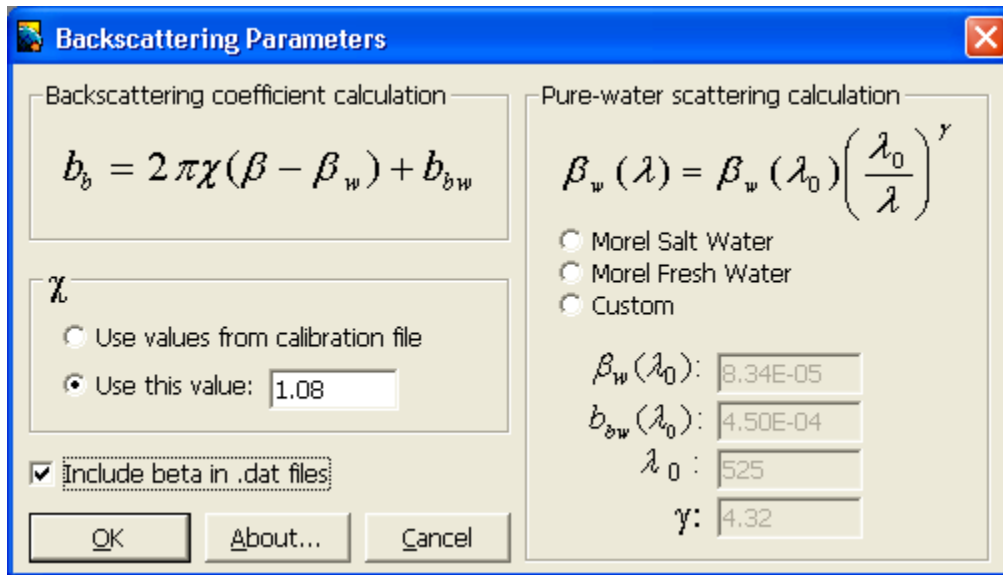 Backscattering Parameters
Backscattering coefficient calculation
b_b = 2πχ(β − β_w) + b_bw
χ
Use values from calibration file
Use this value: 1.08
Include beta in .dat files
OK About... Cancel
Pure-water scattering calculation
β_w (λ) = β_w (λ_0)(λ_0/λ)^γ
Morel Salt Water
Morel Fresh Water
Custom
β_w(λ_0): 8.34E-05
b_bw(λ_0): 4.50E-04
λ_0: 525
γ: 4.32